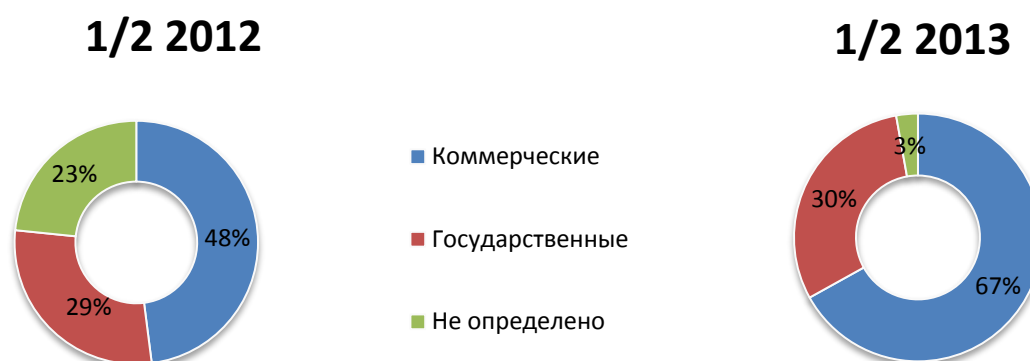 1/2 2012
1/2 2013
23%
48%
29%
Коммерческие
Государственные
Не определено
3%
30%
67%